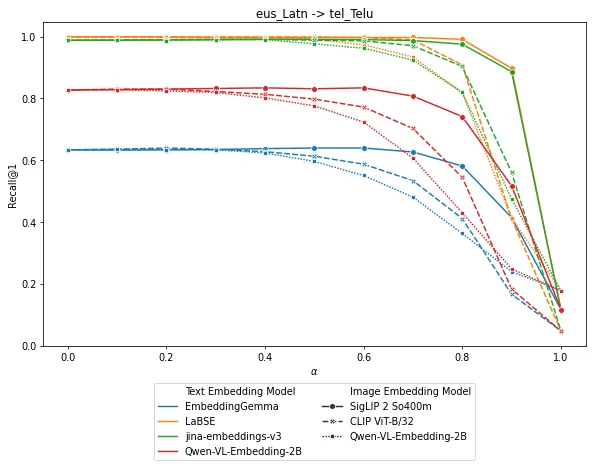 eus_Latn -> tel_Telu
Recall@1
1.0
0.8
0.6
0.4
0.2
0.0
0.0 0.2 0.4 0.6 0.8 1.0
α
Text Embedding Model
EmbeddingGemma
LaBSE
jina-embeddings-v3
Qwen-VL-Embedding-2B
Image Embedding Model
SigLIP 2 So400m
CLIP ViT-B/32
Qwen-VL-Embedding-2B